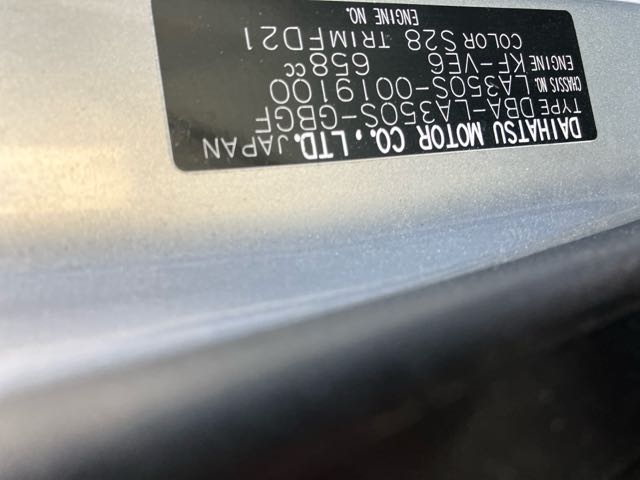 DAIHATSU MOTOR CO., LTD. JAPAN
TYPE DBA-LA350S-GBGF
CHASSIS NO. LA350S-0019100
ENGINE KF-VE6 658cc
COLOR S28 TRIM FD21
ENGINE NO.